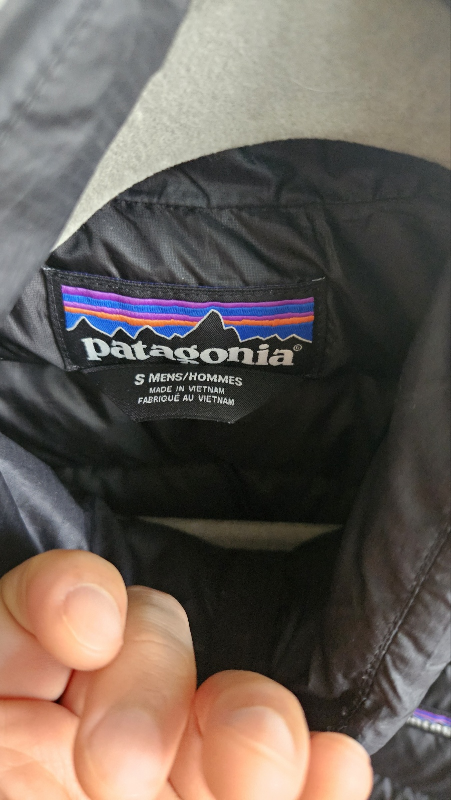 patagonia®
S MENS/HOMMES
MADE IN VIETNAM
FABRIQUÉ AU VIETNAM